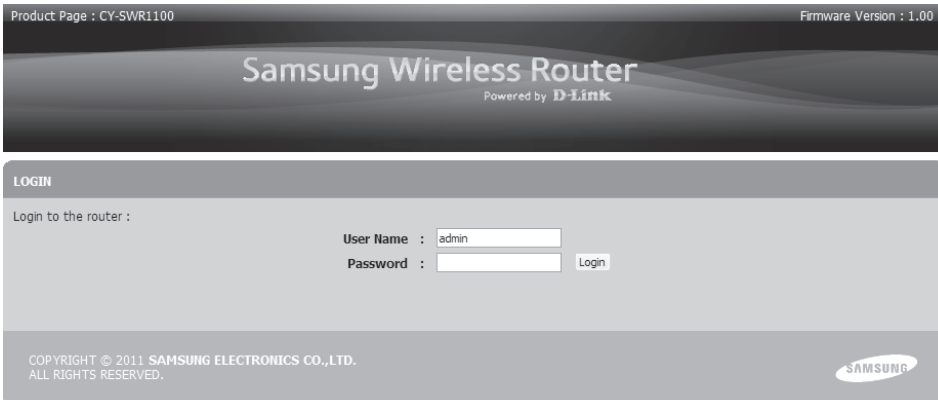 Product Page : CY-SWR1100 Firmware Version : 1.00
Samsung Wireless Router
Powered by D-Link
LOGIN
Login to the router :
User Name : admin
Password : Login
COPYRIGHT © 2011 SAMSUNG ELECTRONICS CO.,LTD.
ALL RIGHTS RESERVED.
SAMSUNG